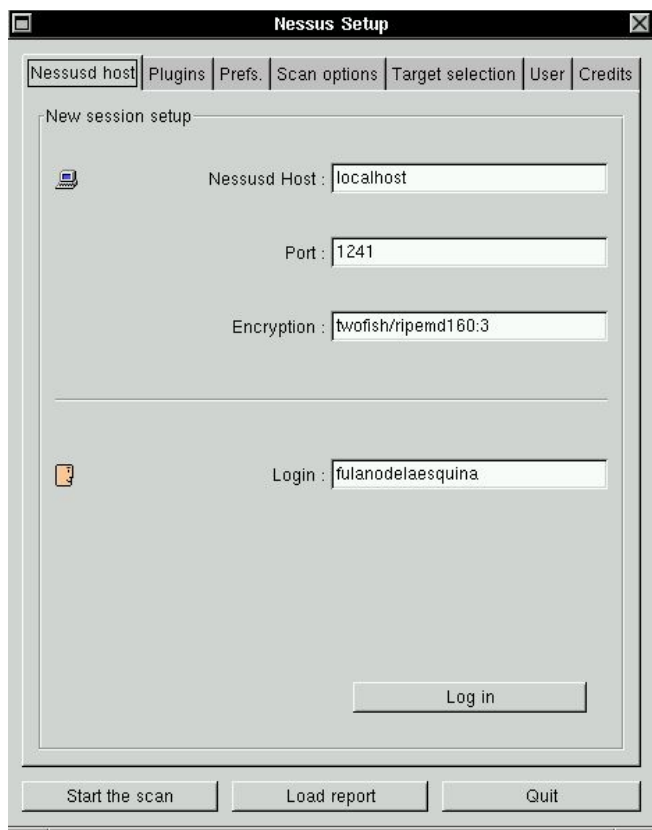 Nessus Setup
Nessusd host Plugins Prefs. Scan options Target selection User Credits
New session setup
Nessusd Host : localhost
Port : 1241
Encryption : twofish/ripemd160:3
Login : fulanodelaesquina
Log in
Start the scan Load report Quit